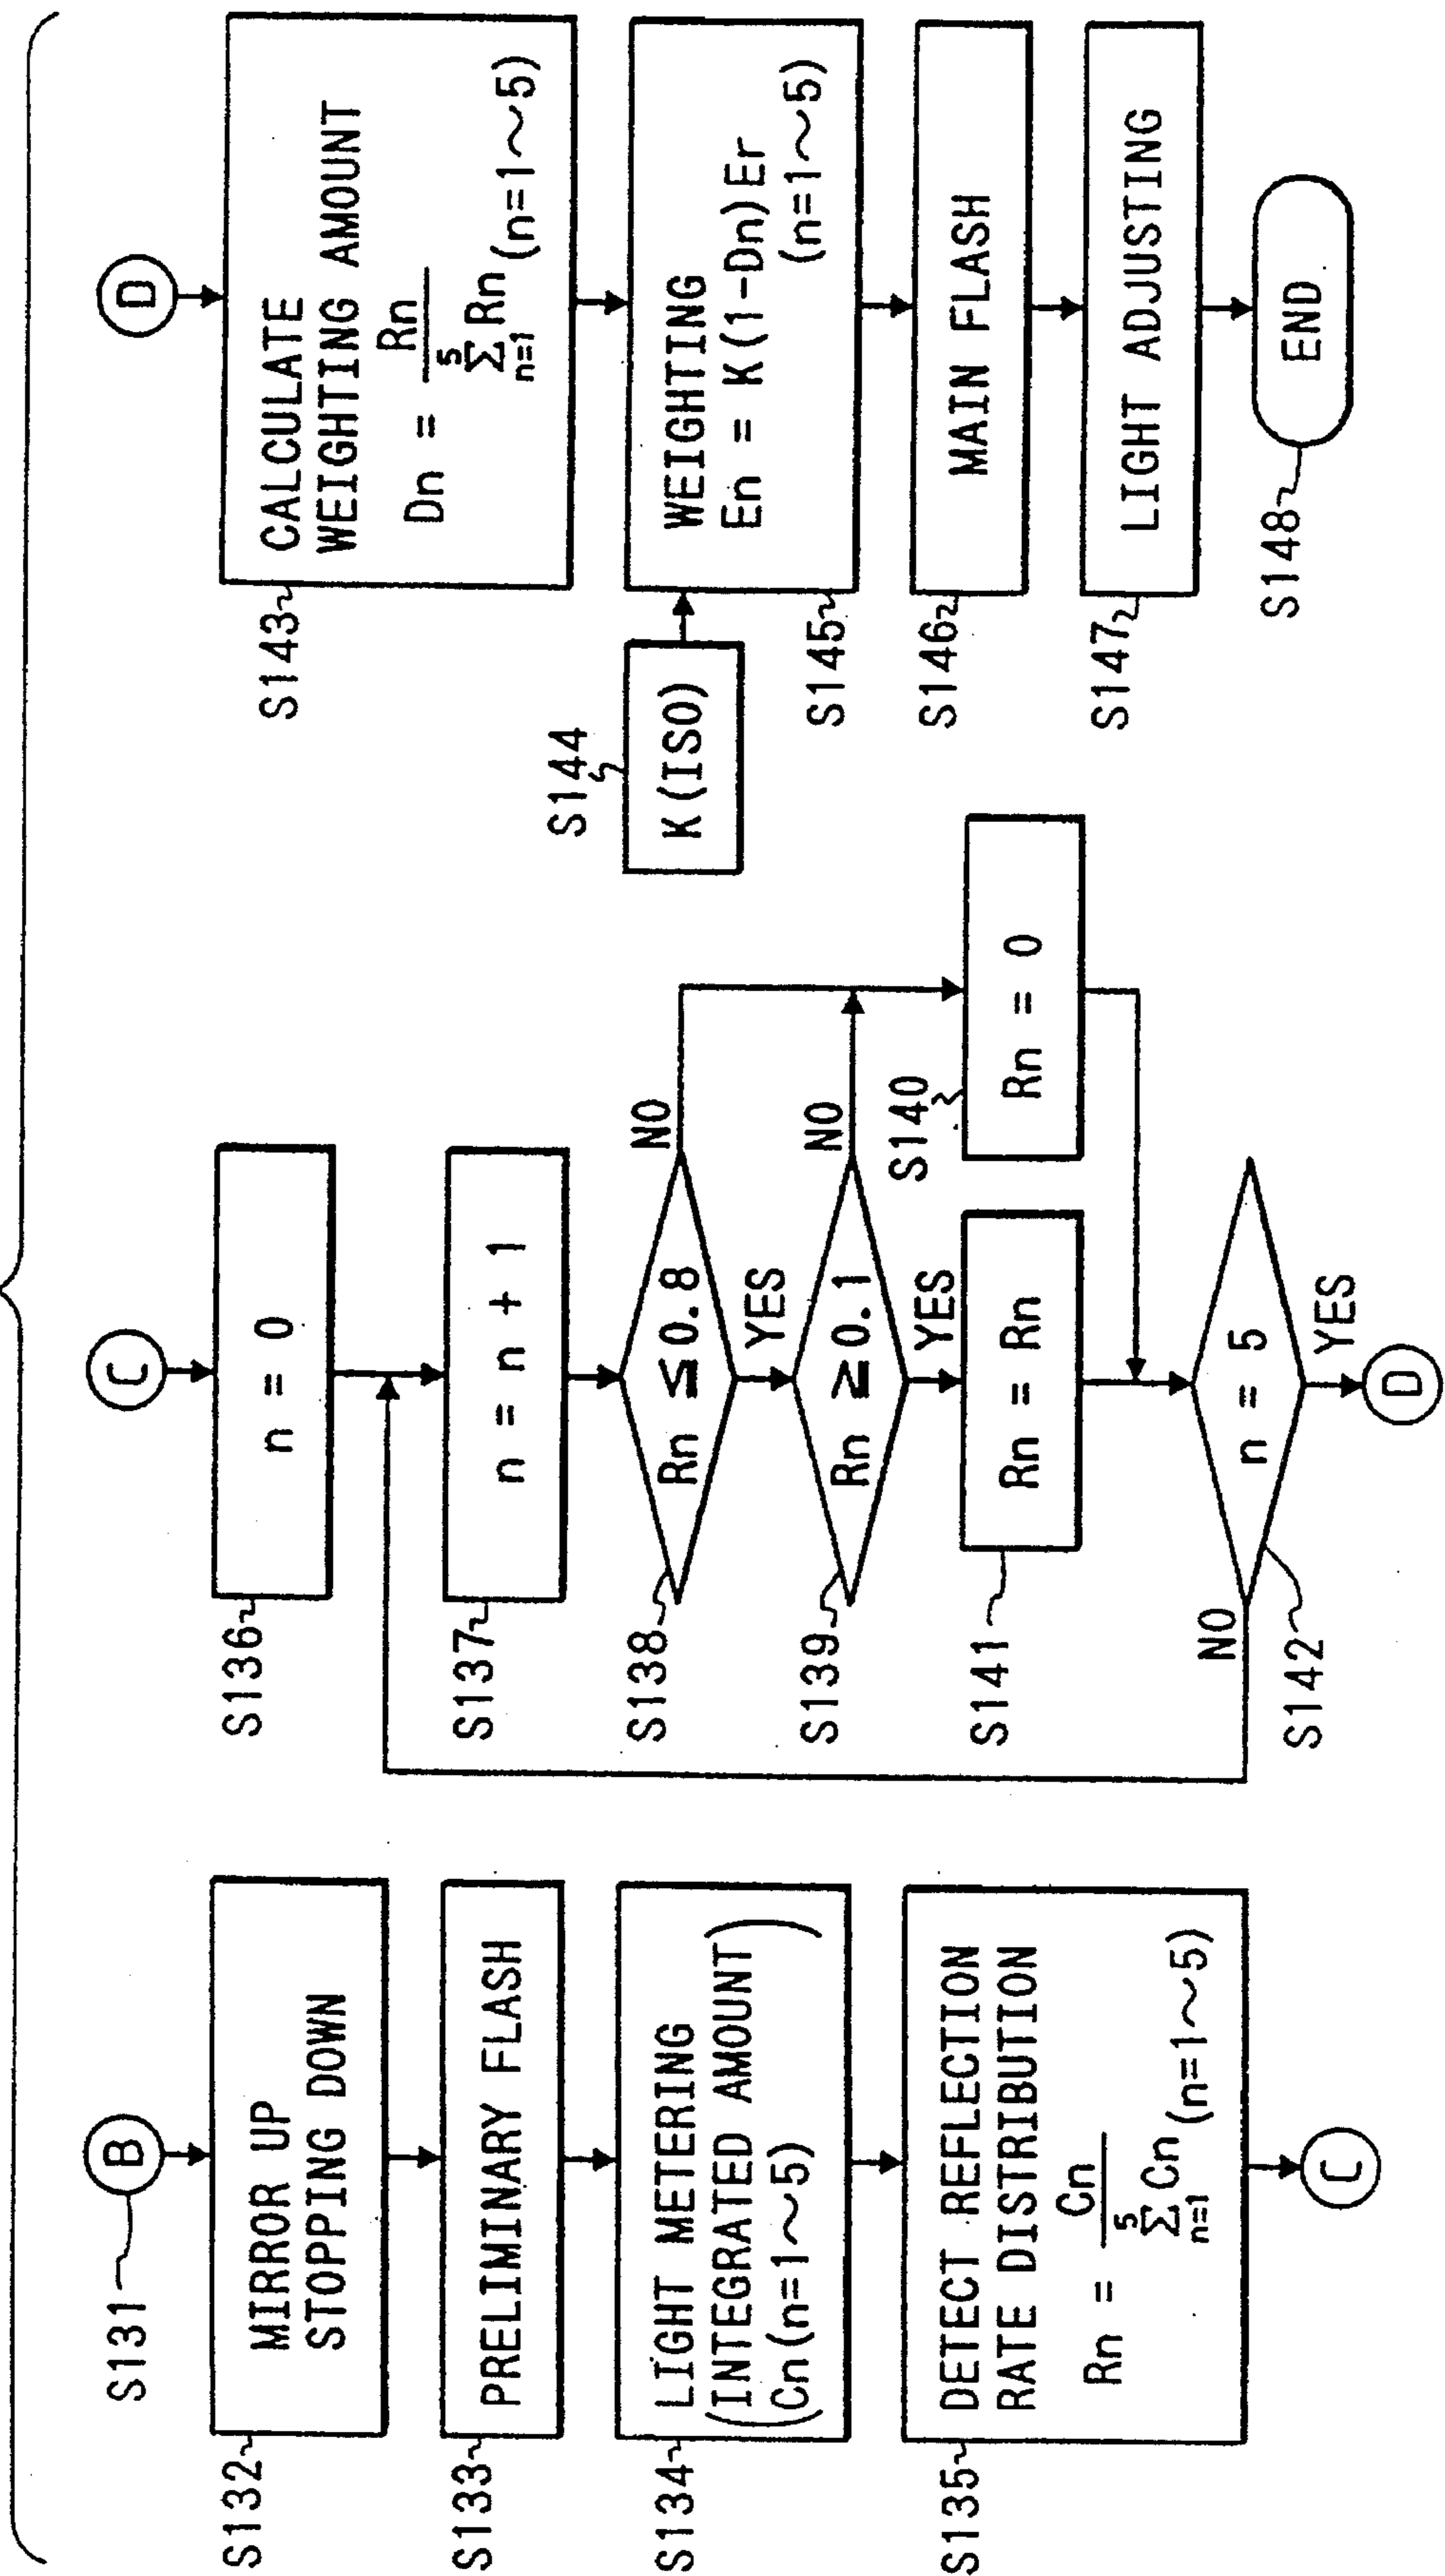 B
S131
S132
MIRROR UP
STOPPING DOWN
S133
PRELIMINARY FLASH
S134
LIGHT METERING
(INTEGRATED AMOUNT)
(Cn(n=1~5))
S135
DETECT REFLECTION
RATE DISTRIBUTION
Rn = Cn / 5 Σ n=1 Cn (n=1~5)
C
C
S136
n = 0
S137
n = n + 1
S138
Rn ≦ 0.8
NO
YES
S139
Rn ≧ 0.1
NO
YES
S140
Rn = 0
S141
Rn = Rn
S142
n = 5
NO
YES
D
D
S143
CALCULATE
WEIGHTING AMOUNT
Dn = Rn / 5 Σ n=1 Rn (n=1~5)
S144
K(ISO)
S145
WEIGHTING
En = K(1-Dn)Er
(n=1~5)
S146
MAIN FLASH
S147
LIGHT ADJUSTING
S148
END